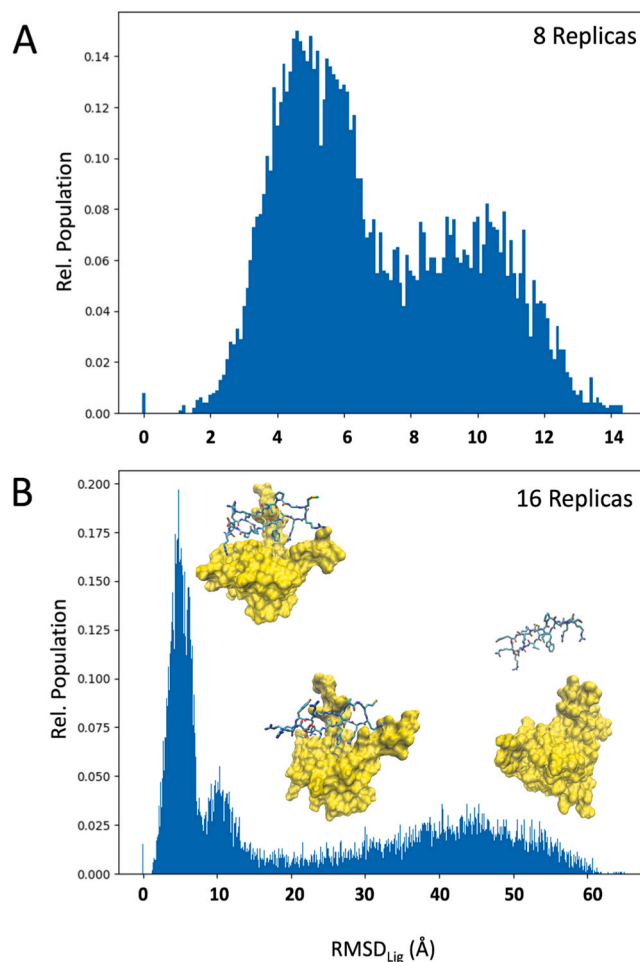 A
8 Replicas
Rel. Population
0.14
0.12
0.10
0.08
0.06
0.04
0.02
0.00
0 2 4 6 8 10 12 14
B
16 Replicas
Rel. Population
0.200
0.175
0.150
0.125
0.100
0.075
0.050
0.025
0.000
0 10 20 30 40 50 60
RMSD_Lig (Å)